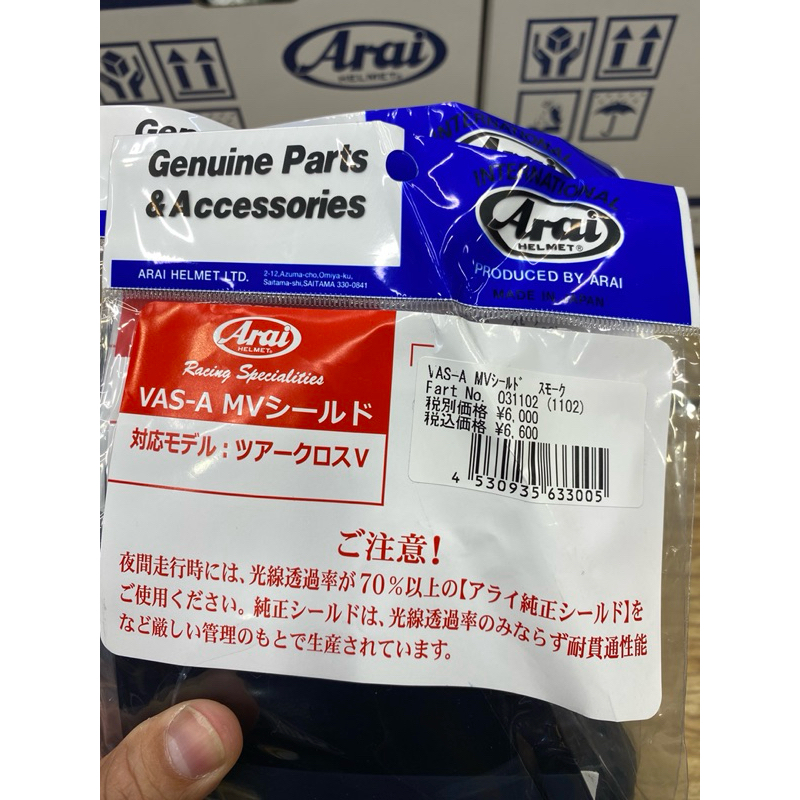 Arai
HELMET
Genuine Parts
& Accessories
INTERNATIONAL
Arai
HELMET®
PRODUCED BY ARAI
MADE IN JAPAN
ARAI HELMET LTD.
2-12,Azuma-cho,Omiya-ku,
Saitama-shi,SAITAMA 330-0841
Arai
HELMET
Racing Specialities
VAS-A MVシールド
対応モデル：ツアークロスV
VAS-A MVｼｰﾙﾄﾞ ｽﾓｰｸ
Part No. 031102 (1102)
税別価格 ¥6,000
税込価格 ¥6,600
4 530935 633005
ご注意！
夜間走行時には、光線透過率が70％以上の【アライ純正シールド】を
ご使用ください。純正シールドは、光線透過率のみならず耐貫通性能
など厳しい管理のもとで生産されています。